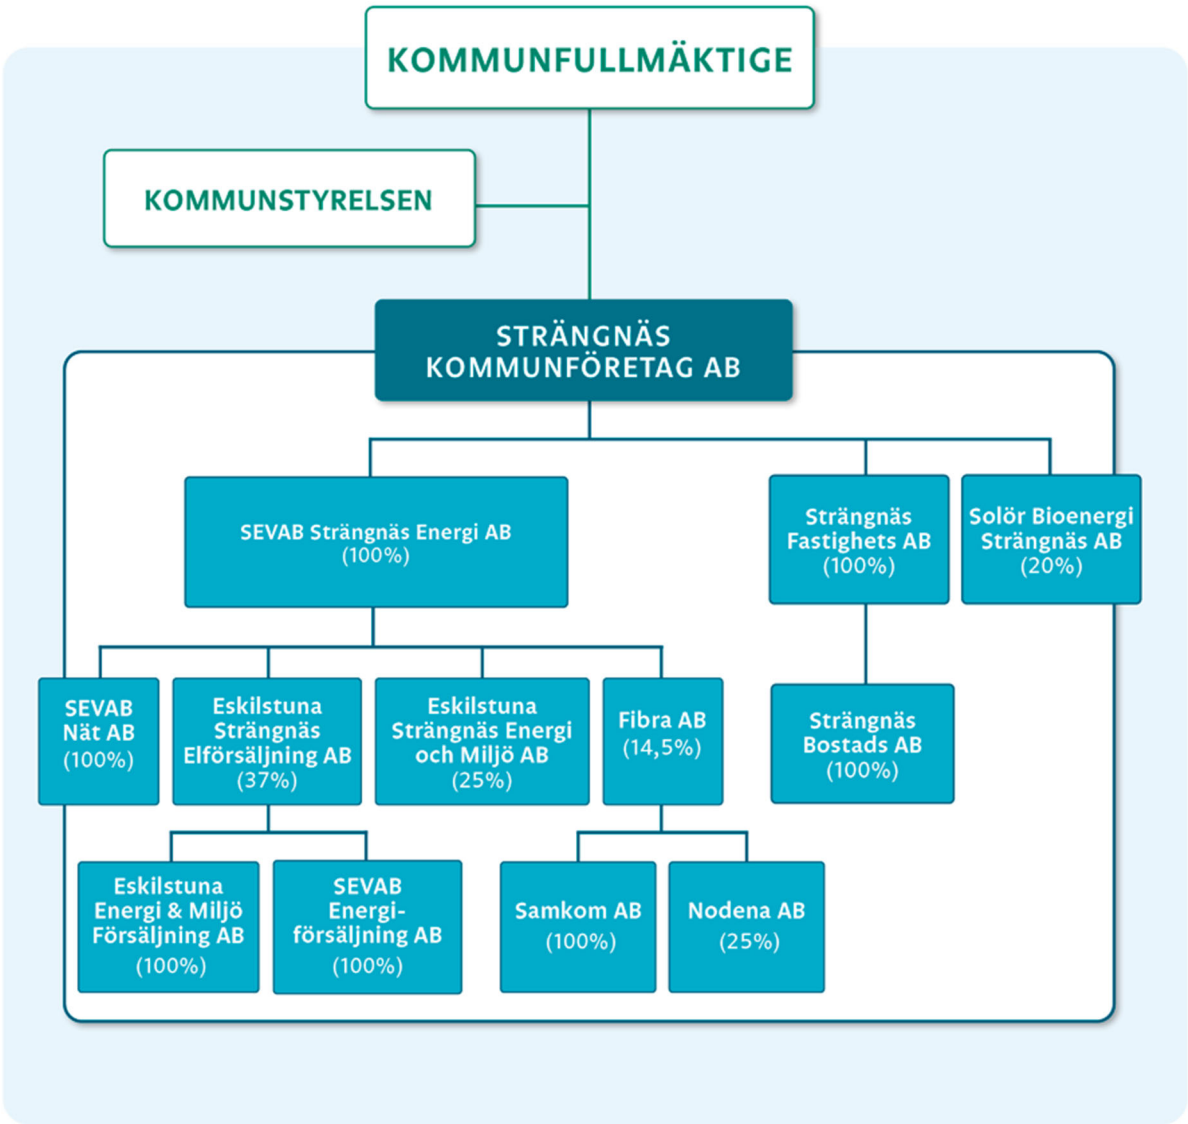 KOMMUNFULLMÄKTIGE
KOMMUNSTYRELSEN
STRÄNGNÄS
KOMMUNFÖRETAG AB
SEVAB Strängnäs Energi AB
(100%)
Strängnäs
Fastighets AB
(100%)
Solör Bioenergi
Strängnäs AB
(20%)
SEVAB
Nät AB
(100%)
Eskilstuna
Strängnäs
Elförsäljning AB
(37%)
Eskilstuna
Strängnäs Energi
och Miljö AB
(25%)
Fibra AB
(14,5%)
Strängnäs
Bostads AB
(100%)
Eskilstuna
Energi & Miljö
Försäljning AB
(100%)
SEVAB
Energi-
försäljning AB
(100%)
Samkom AB
(100%)
Nodena AB
(25%)